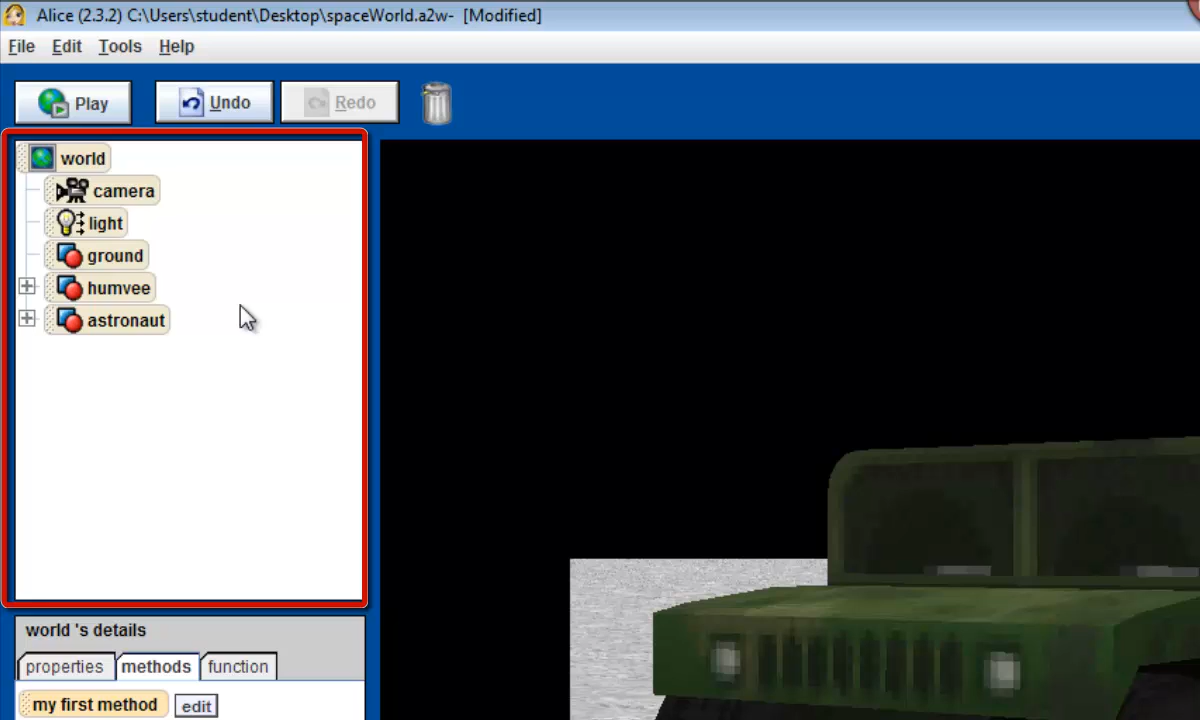 Alice (2.3.2) C:\Users\student\Desktop\spaceWorld.a2w- [Modified]
File Edit Tools Help
Play Undo Redo
world
camera
light
ground
humvee
astronaut
world 's details
properties methods function
my first method edit